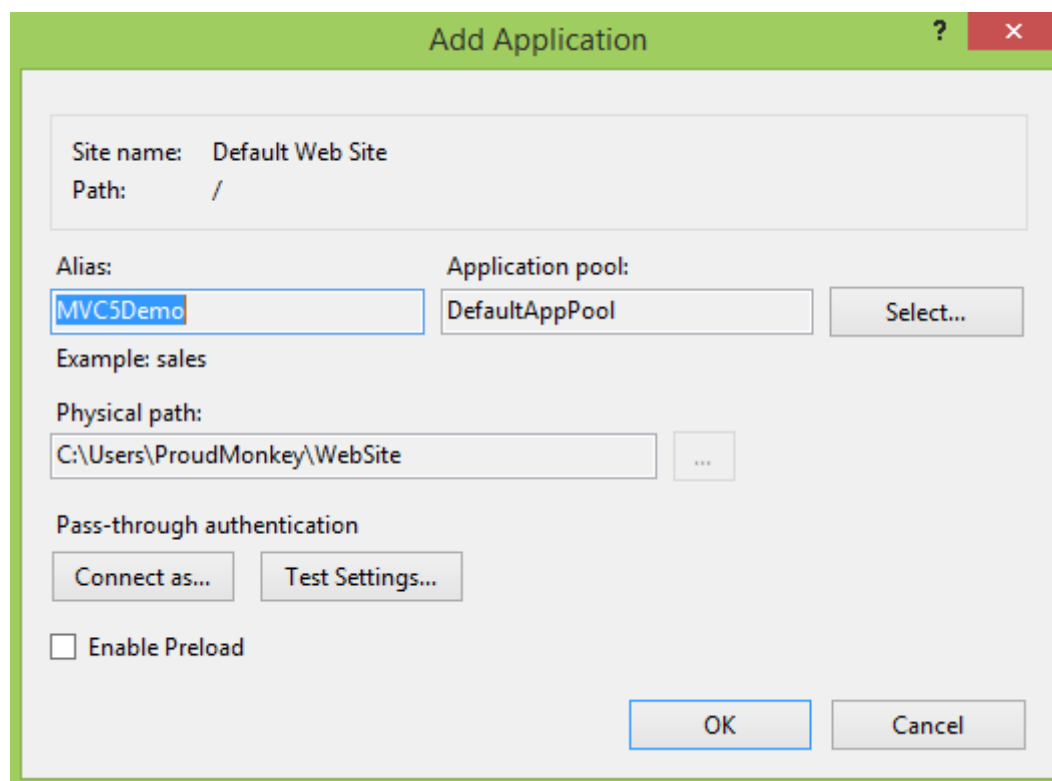 Add Application
?
Site name: Default Web Site
Path: /
Alias: Application pool:
MVC5Demo DefaultAppPool Select...
Example: sales
Physical path:
C:\Users\ProudMonkey\WebSite ...
Pass-through authentication
Connect as... Test Settings...
Enable Preload
OK Cancel